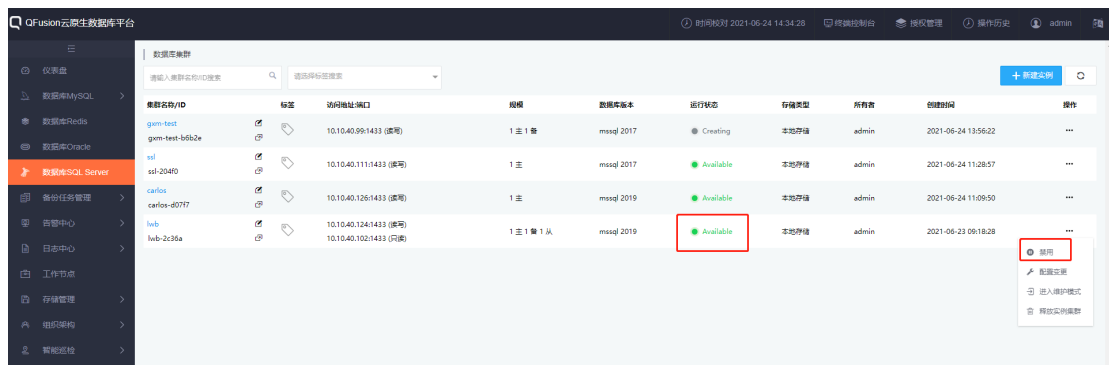 QFusion云原生数据库平台
时间校对 2021-06-24 14:34:28 终端控制台 授权管理 操作历史 admin
仪表盘
数据库MySQL
数据库Redis
数据库Oracle
数据库SQL Server
备份任务管理
告警中心
日志中心
工作节点
存储管理
组织架构
智能巡检
数据库集群
请输入集群名称/ID搜索 请选择标签搜索 新建实例
集群名称/ID 标签 访问地址:端口 规模 数据库版本 运行状态 存储类型 所有者 创建时间 操作
gxm-test
gxm-test-b6b2e 10.10.40.99:1433 (读写) 1 主 1 备 mssql 2017 Creating 本地存储 admin 2021-06-24 13:56:22
ssl
ssl-204f0 10.10.40.111:1433 (读写) 1 主 mssql 2017 Available 本地存储 admin 2021-06-24 11:28:57
carlos
carlos-d07f7 10.10.40.126:1433 (读写) 1 主 mssql 2019 Available 本地存储 admin 2021-06-24 11:09:50
lwb 10.10.40.124:1433 (读写)
lwb-2c36a 10.10.40.102:1433 (只读) 1 主 1 备 1 从 mssql 2019 Available 本地存储 admin 2021-06-23 09:18:28
禁用
配置变更
进入维护模式
释放实例集群